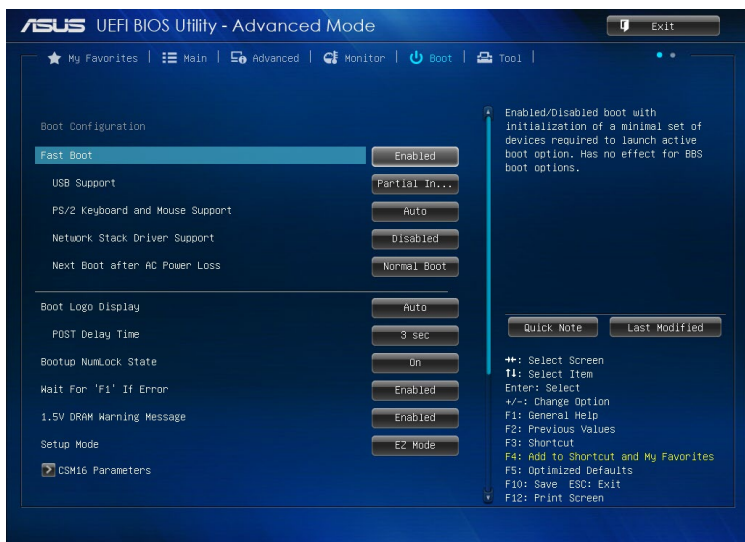 ASUS UEFI BIOS Utility - Advanced Mode
Exit
My Favorites | Main | Advanced | Monitor | Boot | Tool |
Boot Configuration
Fast Boot Enabled
USB Support Partial In...
PS/2 Keyboard and Mouse Support Auto
Network Stack Driver Support Disabled
Next Boot after AC Power Loss Normal Boot
Boot Logo Display Auto
POST Delay Time 3 sec
Bootup NumLock State On
Wait For 'F1' If Error Enabled
1.5V DRAM Warning Message Enabled
Setup Mode EZ Mode
CSM16 Parameters
Enabled/Disabled boot with
initialization of a minimal set of
devices required to launch active
boot option. Has no effect for BBS
boot options.
Quick Note Last Modified
→←: Select Screen
↑↓: Select Item
Enter: Select
+/-: Change Option
F1: General Help
F2: Previous Values
F3: Shortcut
F4: Add to Shortcut and My Favorites
F5: Optimized Defaults
F10: Save ESC: Exit
F12: Print Screen